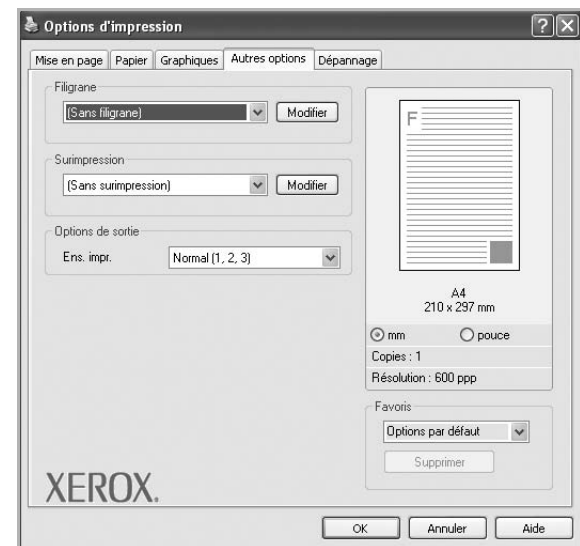 Options d'impression
Mise en page Papier Graphiques Autres options Dépannage
Filigrane
(Sans filigrane) Modifier
Surimpression
(Sans surimpression) Modifier
Options de sortie
Ens. impr. Normal (1, 2, 3)
F
A4
210 x 297 mm
mm pouce
Copies : 1
Résolution : 600 ppp
Favoris
Options par défaut
Supprimer
XEROX.
OK Annuler Aide